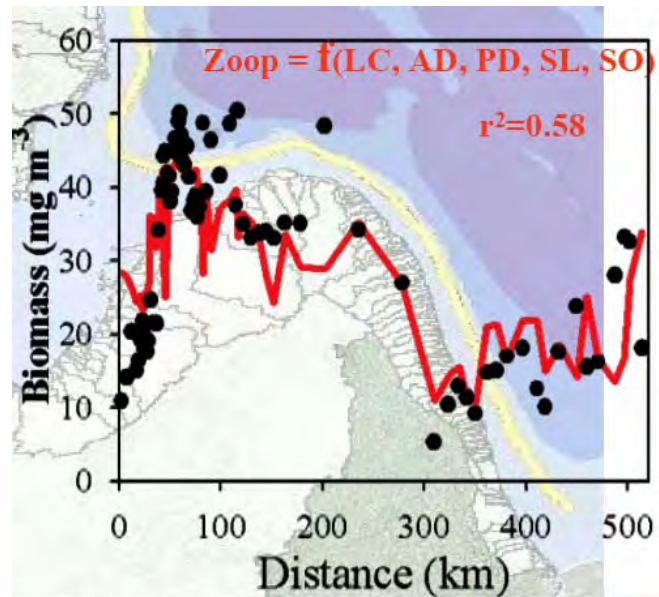 60
Zoop = f(LC, AD, PD, SL, SO)
r²=0.58
50
40
30
20
10
0
Biomass (mg m⁻³)
0 100 200 300 400 500
Distance (km)